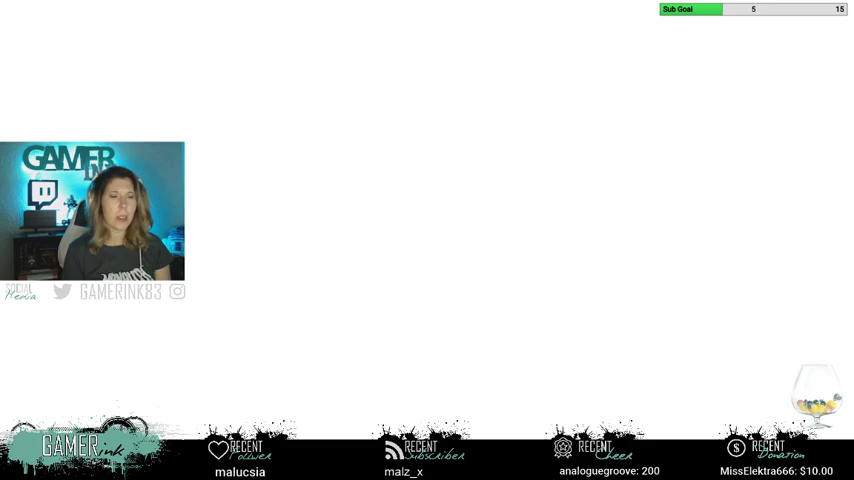 Sub Goal 5 15
GAMER
INK
SOCIAL
Media
GAMERINK83
GAMER ink
RECENT
Follower
malucsia
RECENT
Subscriber
malz_x
RECENT
Cheer
analoguegroove: 200
RECENT
Donation
MissElektra666: $10.00